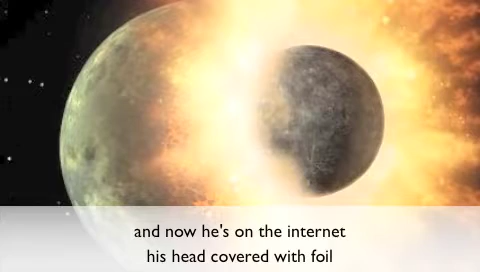 and now he's on the internet
his head covered with foil